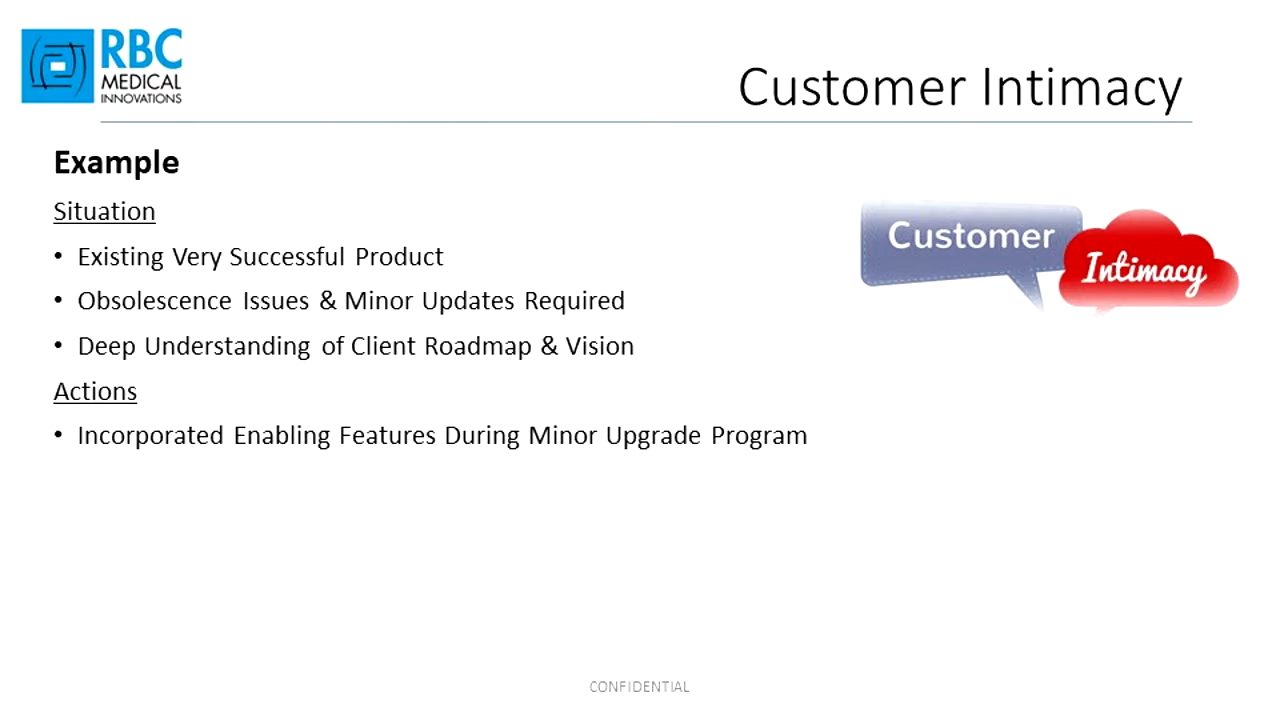 RBC
MEDICAL
INNOVATIONS
Customer Intimacy
Example
Situation
• Existing Very Successful Product
• Obsolescence Issues & Minor Updates Required
• Deep Understanding of Client Roadmap & Vision
Actions
• Incorporated Enabling Features During Minor Upgrade Program
Customer
Intimacy
CONFIDENTIAL